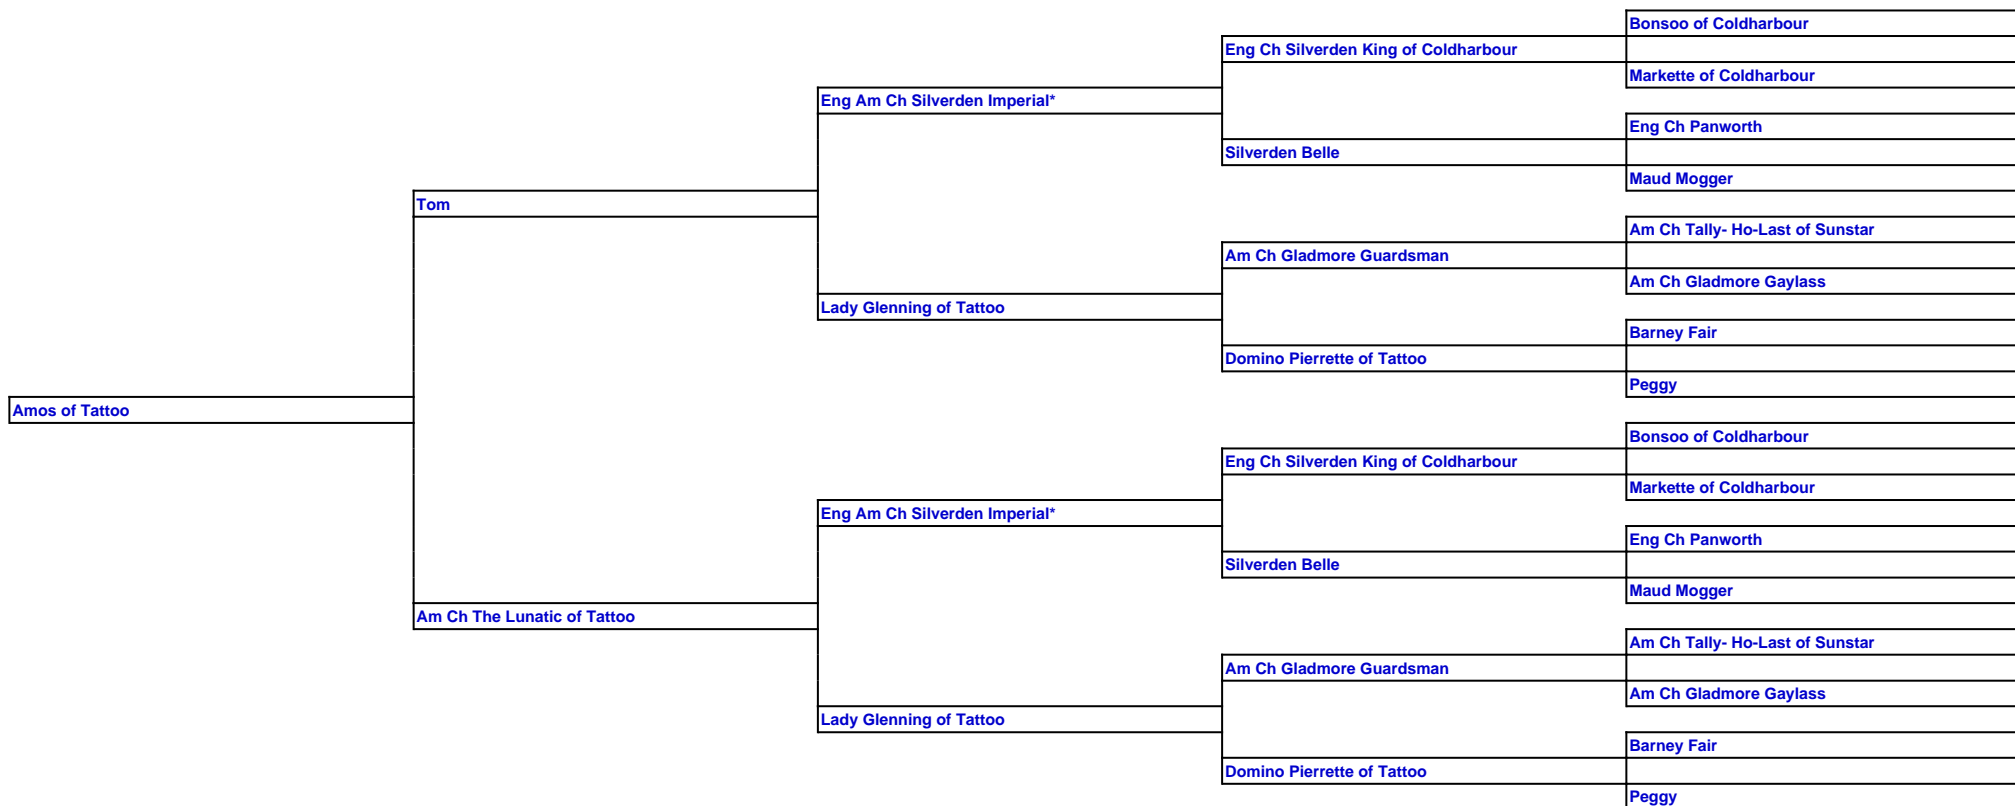 Bonsoo of Coldharbour
Eng Ch Silverden King of Coldharbour
Markette of Coldharbour
Eng Am Ch Silverden Imperial*
Eng Ch Panworth
Silverden Belle
Maud Mogger
Tom
Am Ch Tally- Ho-Last of Sunstar
Am Ch Gladmore Guardsman
Am Ch Gladmore Gaylass
Lady Glenning of Tattoo
Barney Fair
Domino Pierrette of Tattoo
Peggy
Amos of Tattoo
Bonsoo of Coldharbour
Eng Ch Silverden King of Coldharbour
Markette of Coldharbour
Eng Am Ch Silverden Imperial*
Eng Ch Panworth
Silverden Belle
Maud Mogger
Am Ch The Lunatic of Tattoo
Am Ch Tally- Ho-Last of Sunstar
Am Ch Gladmore Guardsman
Am Ch Gladmore Gaylass
Lady Glenning of Tattoo
Barney Fair
Domino Pierrette of Tattoo
Peggy